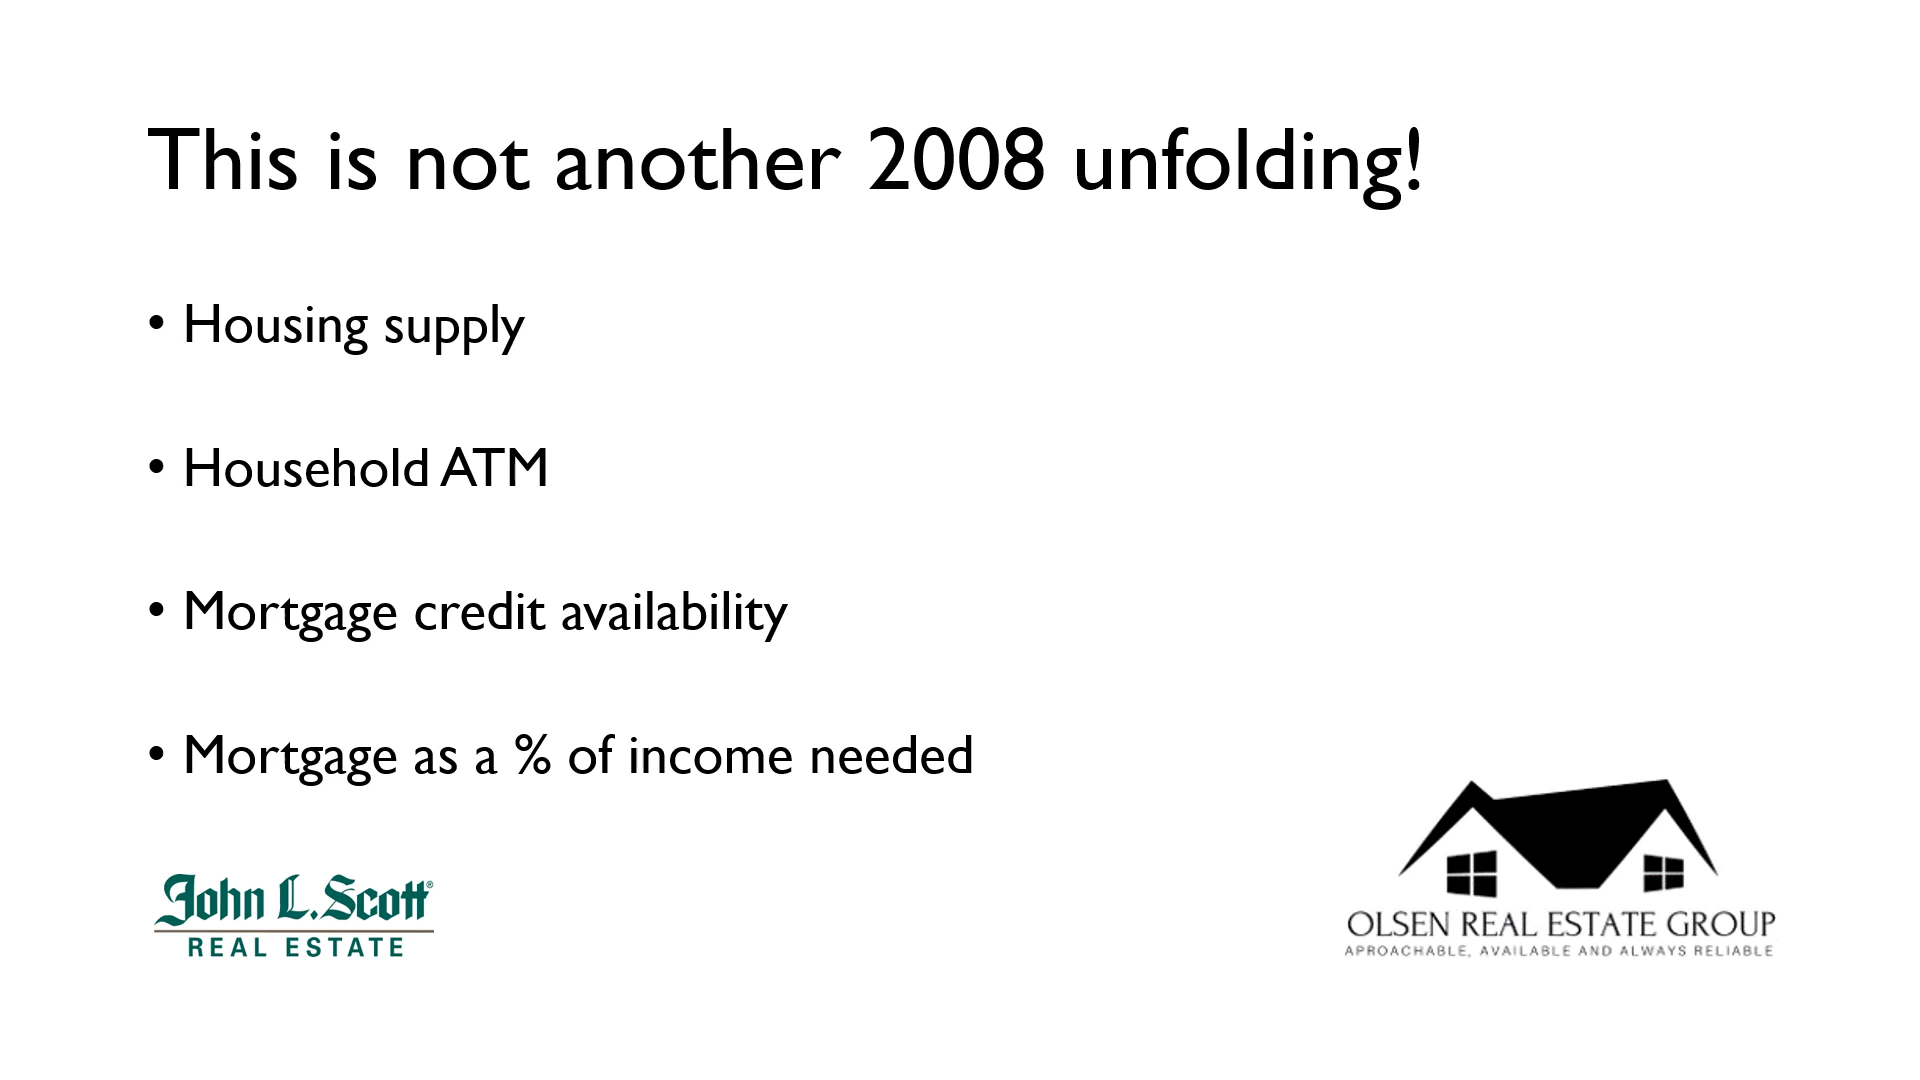 This is not another 2008 unfolding!
• Housing supply
• Household ATM
• Mortgage credit availability
• Mortgage as a % of income needed
John L. Scott®
REAL ESTATE
OLSEN REAL ESTATE GROUP
APROACHABLE, AVAILABLE AND ALWAYS RELIABLE